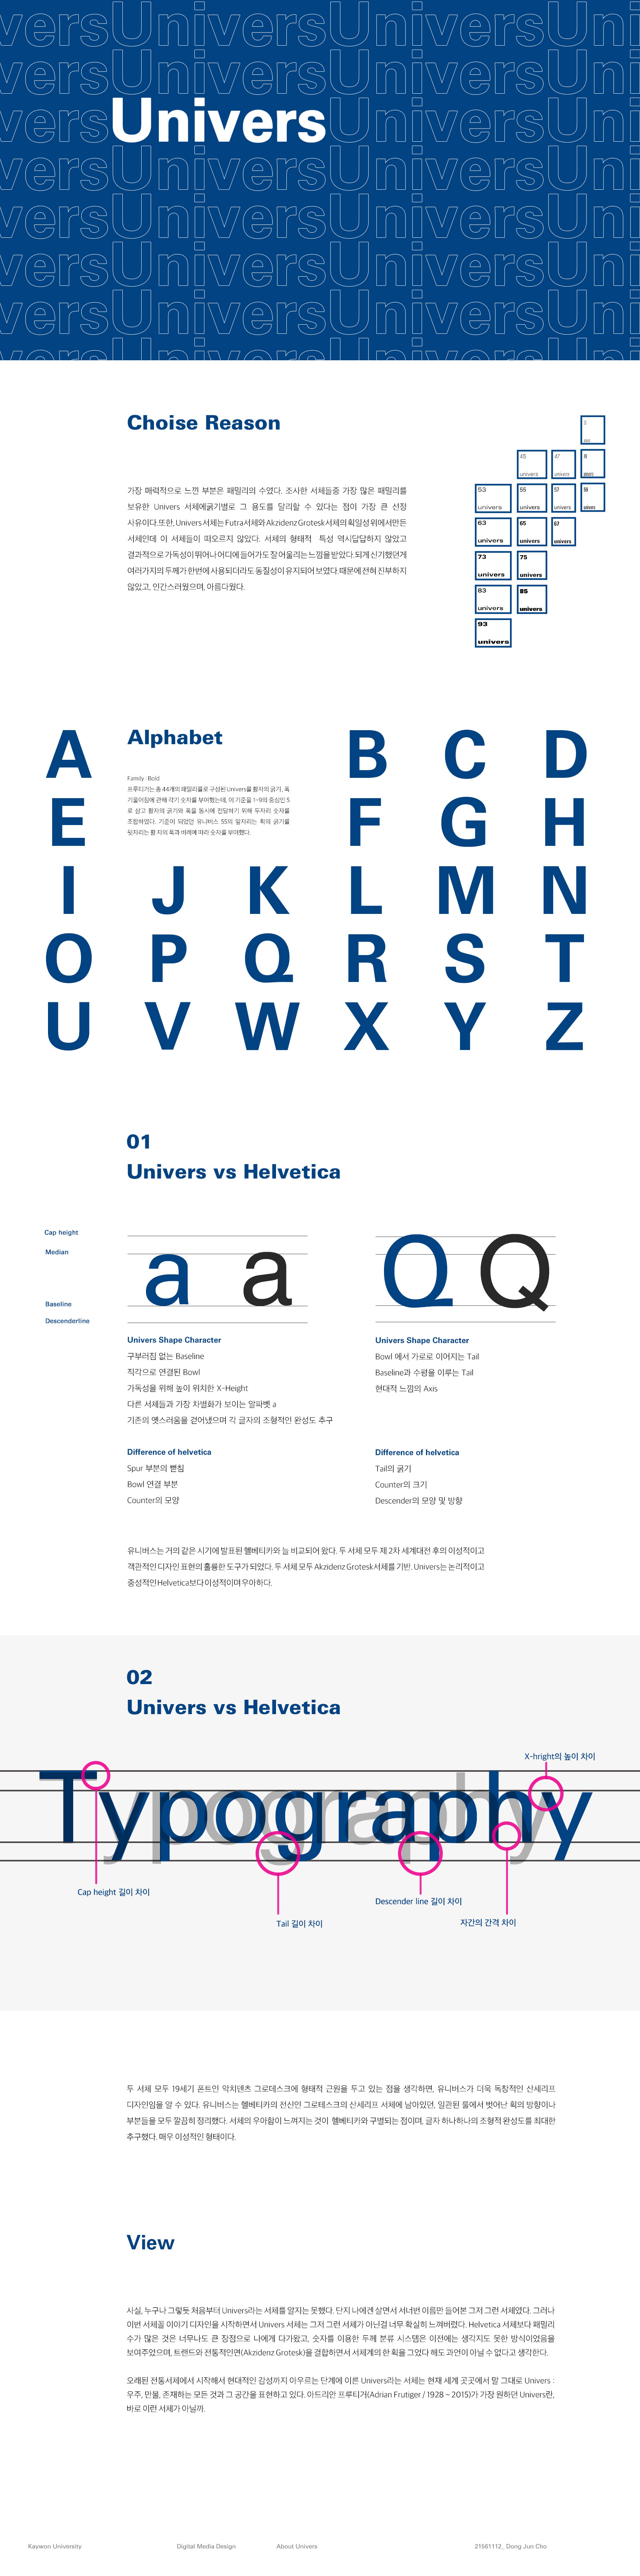 versUniversUniversUni
versUniversUniversUni
versUniversUniversUni
versUniversUniversUni
versUniversUniversUni
versUniversUniversUni
versUniversUniversUni
versUniversUniversUni
Choise Reason
가장 매력적으로 느낀 부분은 패밀리의 수였다. 조사한 서체들중 가장 많은 패밀리를
보유한 Univers 서체에굵기별로 그 용도를 달리할 수 있다는 점이 가장 큰 선정
사유이다.또한, Univers 서체는 Futra서체와 Akzidenz Grotesk 서체의 획일성 위에서만든
서체인데 이 서체들이 떠오르지 않았다. 서체의 형태적 특성 역시답답하지 않았고
결과적으로 가독성이 뛰어나 어디에 들어가도 잘 어울리는 느낌을 받았다. 되게 신기했던게
여러가지의 두께가 한번에 사용되더라도 동질성이 유지되어 보였다.때문에 전혀 진부하지
않았고, 인간스러웠으며, 아름다웠다.
45 univers
47 univers
53 univers
55 univers
57 univers
59 univers
63 univers
65 univers
67 univers
73 univers
75 univers
83 univers
85 univers
93 univers
Alphabet
Family : Bold
프루티거는 총 44개의 패밀리률로 구성된 Univers를 활자의 굵기, 폭
기울어짐에 관해 각기 숫자를 부여했는데, 이 기준을 1~9의 중심인 5
로 삼고 활자의 굵기와 폭을 동시에 전달하기 위해 두자리 숫자를
조합하였다. 기준이 되었던 유니버스 55의 앞자리는 획의 굵기를
뒷자리는 활 자의 폭과 비례에 따라 숫자를 부여했다.
A B C D
E F G H
I J K L M N
O P Q R S T
U V W X Y Z
01
Univers vs Helvetica
Cap height
Median
Baseline
Descenderline
a a
Q Q
Univers Shape Character
구부러짐 없는 Baseline
직각으로 연결된 Bowl
가독성을 위해 높이 위치한 X-Height
다른 서체들과 가장 차별화가 보이는 알파벳 a
기존의 옛스러움을 걷어냈으며 각 글자의 조형적인 완성도 추구
Univers Shape Character
Bowl 에서 가로로 이어지는 Tail
Baseline과 수평을 이루는 Tail
현대적 느낌의 Axis
Difference of helvetica
Spur 부분의 뻗침
Bowl 연결 부분
Counter의 모양
Difference of helvetica
Tail의 굵기
Counter의 크기
Descender의 모양 및 방향
유니버스는 거의 같은 시기에 발표된 헬베티카와 늘 비교되어 왔다. 두 서체 모두 제 2차 세계대전 후의 이성적이고
객관적인 디자인 표현의 훌륭한 도구가 되었다. 두 서체 모두 Akzidenz Grotesk 서체를 기반. Univers는 논리적이고
중성적인 Helvetica보다 이성적이며 우아하다.
02
Univers vs Helvetica
X-hright의 높이 차이
Typography
Cap height 길이 차이
Tail 길이 차이
Descender line 길이 차이
자간의 간격 차이
두 서체 모두 19세기 폰트인 악치덴츠 그로테스크에 형태적 근원을 두고 있는 점을 생각하면, 유니버스가 더욱 독창적인 산세리프
디자인임을 알 수 있다. 유니버스는 헬베티카의 전신인 그로테스크의 산세리프 서체에 남아있던, 일관된 룰에서 벗어난 획의 방향이나
부분들을 모두 깔끔히 정리했다. 서체의 우아함이 느껴지는 것이 헬베티카와 구별되는 점이며, 글자 하나하나의 조형적 완성도를 최대한
추구했다. 매우 이성적인 형태이다.
View
사실, 누구나 그렇듯 처음부터 Univers라는 서체를 알지는 못했다. 단지 나에겐 살면서 서너번 이름만 들어본 그저 그런 서체였다. 그러나
이번 서체꼴 이야기 디자인을 시작하면서 Univers 서체는 그저 그런 서체가 아닌걸 너무 확실히 느껴버렸다. Helvetica 서체보다 패밀리
수가 많은 것은 너무나도 큰 장점으로 나에게 다가왔고, 숫자를 이용한 두께 분류 시스템은 이전에는 생각지도 못한 방식이었음을
보여주었으며, 트랜드와 전통적인면(Akzidenz Grotesk)을 결합하면서 서체계의 한 획을 그었다 해도 과언이 아닐 수 없다고 생각한다.
오래된 전통서체에서 시작해서 현대적인 감성까지 아우르는 단계에 이른 Univers라는 서체는 현재 세계 곳곳에서 말 그대로 Univers :
우주, 만물, 존재하는 모든 것과 그 공간을 표현하고 있다. 아드리안 프루티거(Adrian Frutiger / 1928 ~ 2015)가 가장 원하던 Univers란,
바로 이런 서체가 아닐까.
Kaywon University
Digital Media Design
About Univers
21561112_ Dong Jun Cho